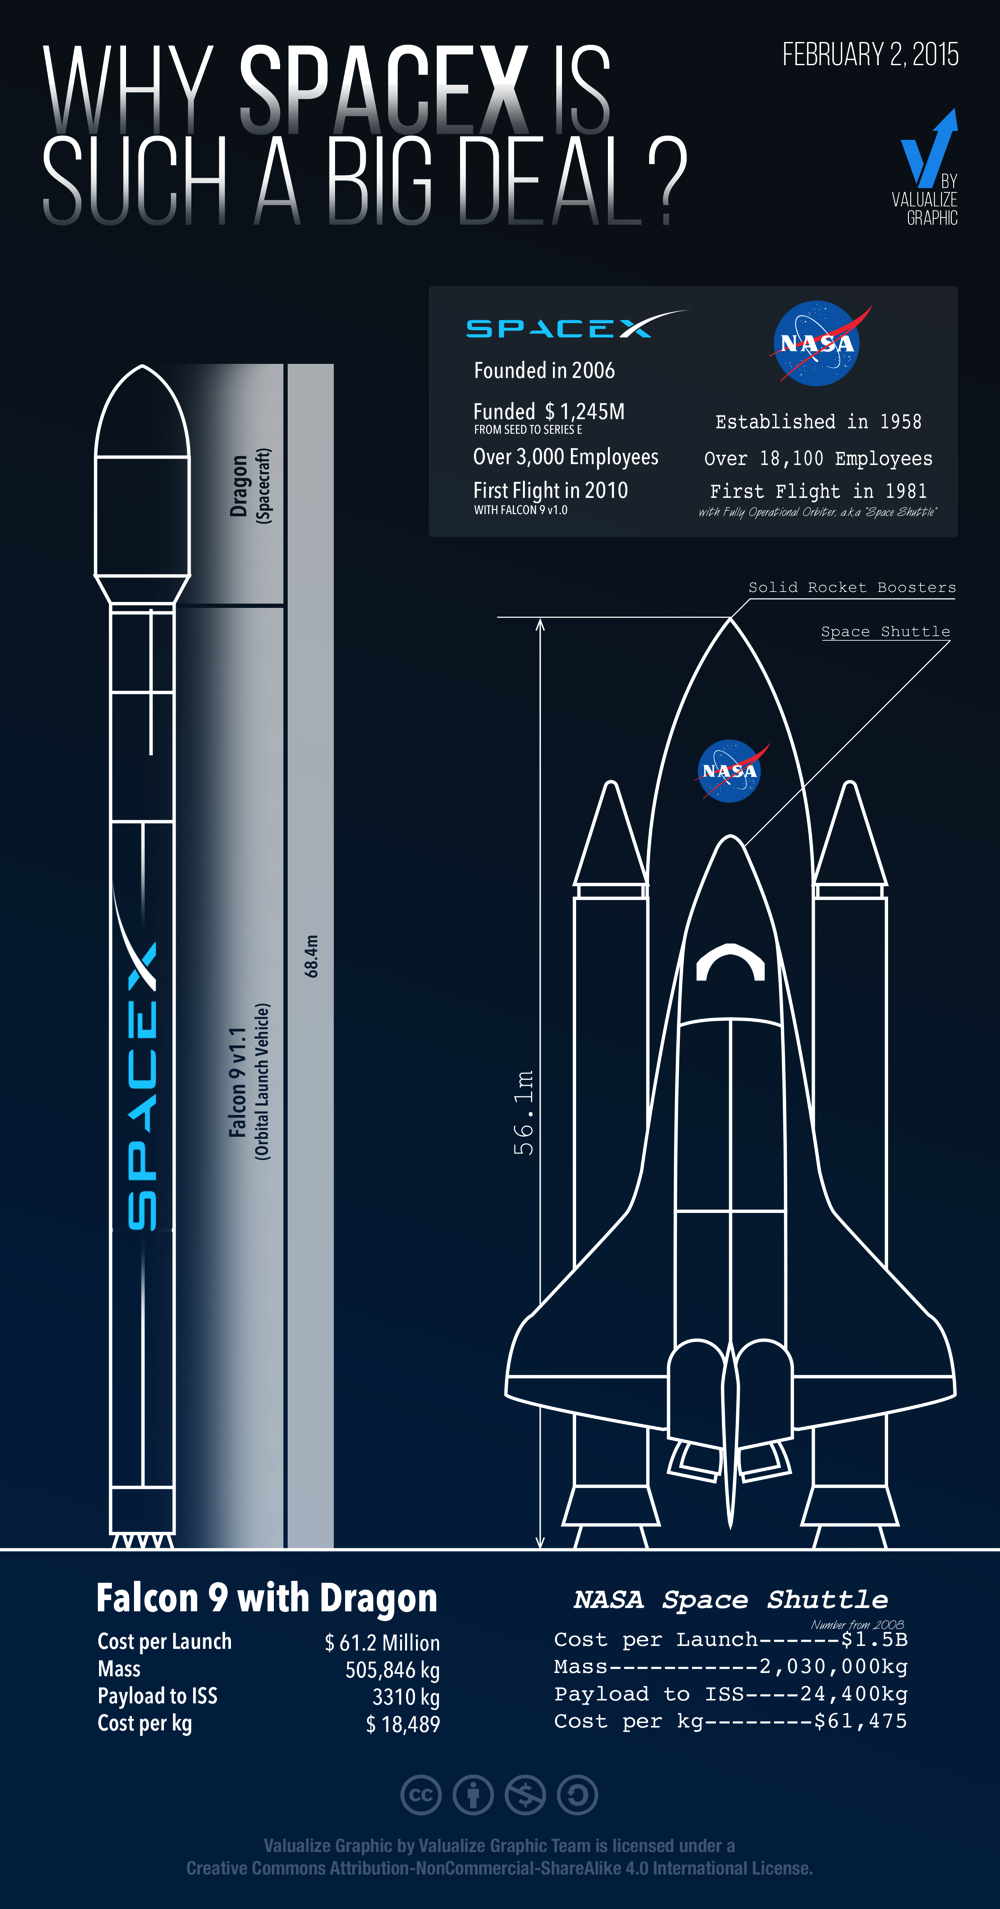 WHY SPACEX IS
SUCH A BIG DEAL?
FEBRUARY 2, 2015
BY
VALUALIZE
GRAPHIC
SPACEX
Founded in 2006
Funded $ 1,245M
FROM SEED TO SERIES E
Over 3,000 Employees
First Flight in 2010
WITH FALCON 9 v1.0
NASA
Established in 1958
Over 18,100 Employees
First Flight in 1981
with Fully Operational Orbiter, a.k.a "Space Shuttle"
Dragon
(Spacecraft)
68.4m
Falcon 9 v1.1
(Orbital Launch Vehicle)
SPACEX
Solid Rocket Boosters
Space Shuttle
NASA
56.1m
Falcon 9 with Dragon
Cost per Launch $ 61.2 Million
Mass 505,846 kg
Payload to ISS 3310 kg
Cost per kg $ 18,489
NASA Space Shuttle
Number from 2008
Cost per Launch------$1.5B
Mass-----------2,030,000kg
Payload to ISS----24,400kg
Cost per kg--------$61,475
cc
Valualize Graphic by Valualize Graphic Team is licensed under a
Creative Commons Attribution-NonCommercial-ShareAlike 4.0 International License.